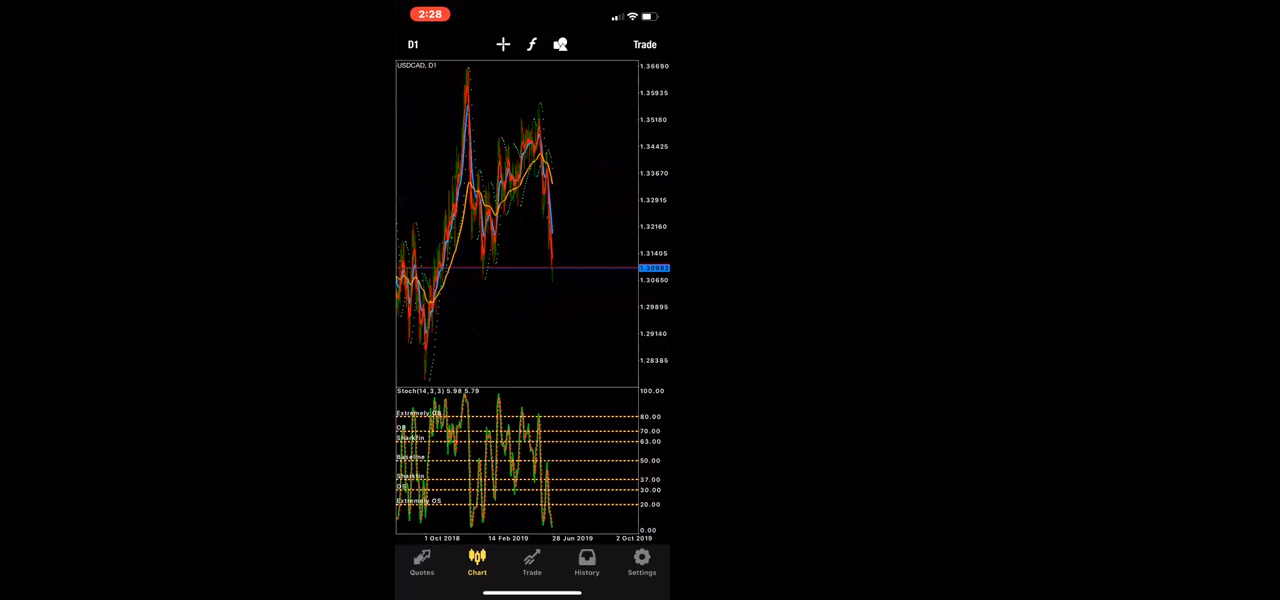 2:28
D1
f
Trade
USDCAD, D1
1.36690
1.35935
1.35180
1.34425
1.33670
1.32915
1.32160
1.31405
1.30982
1.30650
1.29895
1.29140
1.28385
Stoch(14,3,3) 5.98 5.79
100.00
Extremely OB
80.00
OB
70.00
Sharkfin
63.00
Baseline
50.00
Sharkfin
37.00
OS
30.00
Extremely OS
20.00
0.00
1 Oct 2018 14 Feb 2019 28 Jun 2019 2 Oct 2019
Quotes Chart Trade History Settings